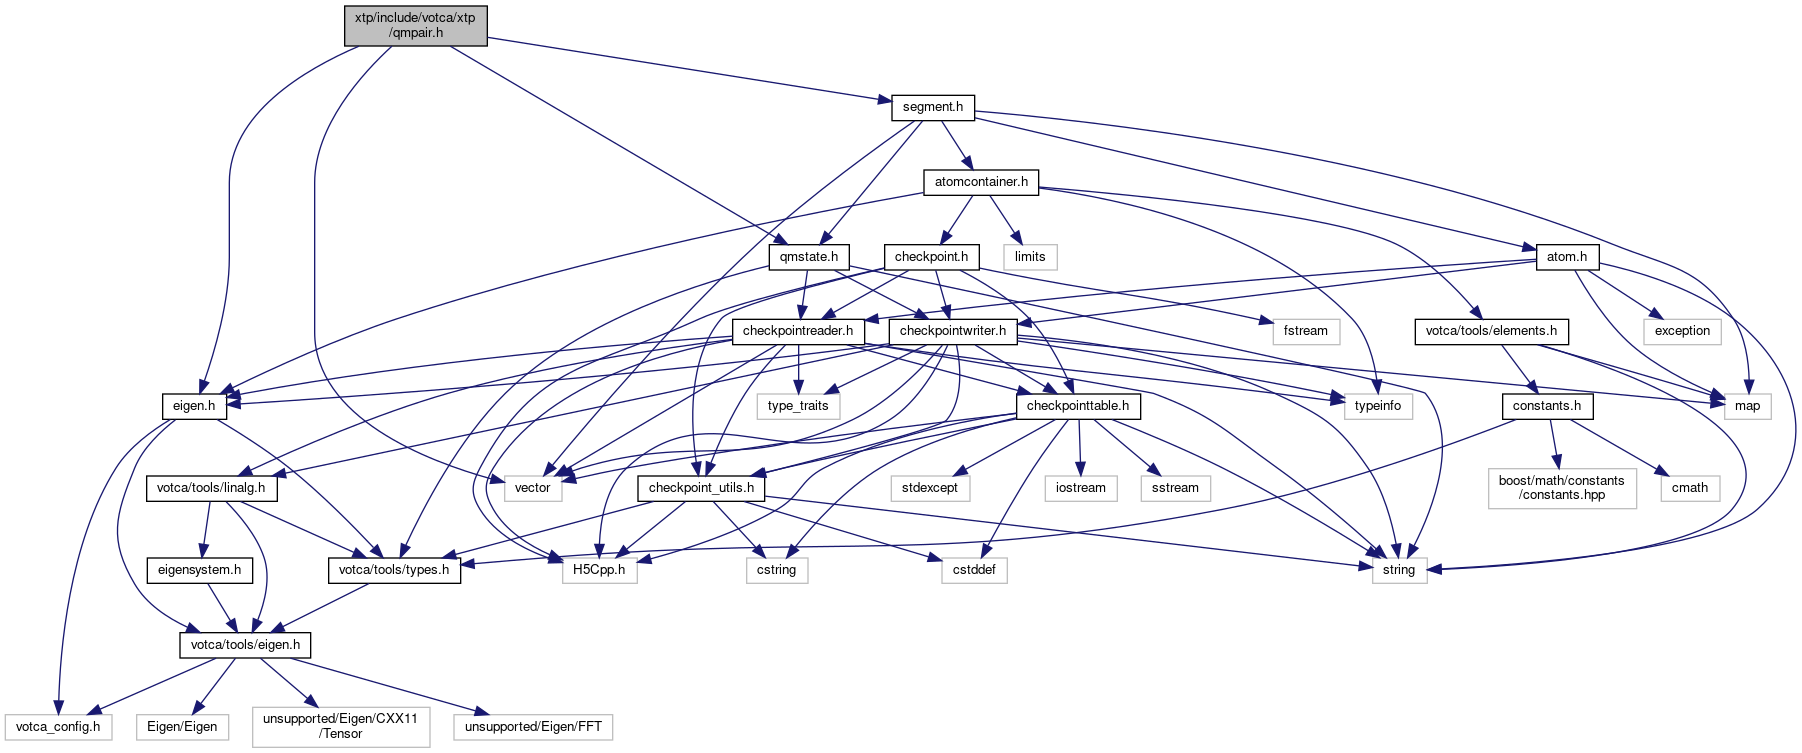 xtp/include/votca/xtp
/qmpair.h
segment.h
atomcontainer.h
qmstate.h
checkpoint.h
limits
atom.h
checkpointreader.h
checkpointwriter.h
fstream
votca/tools/elements.h
exception
eigen.h
type_traits
checkpointtable.h
typeinfo
constants.h
map
votca/tools/linalg.h
vector
checkpoint_utils.h
stdexcept
iostream
sstream
boost/math/constants
/constants.hpp
cmath
eigensystem.h
votca/tools/types.h
H5Cpp.h
cstring
cstddef
string
votca/tools/eigen.h
votca_config.h
Eigen/Eigen
unsupported/Eigen/CXX11
/Tensor
unsupported/Eigen/FFT